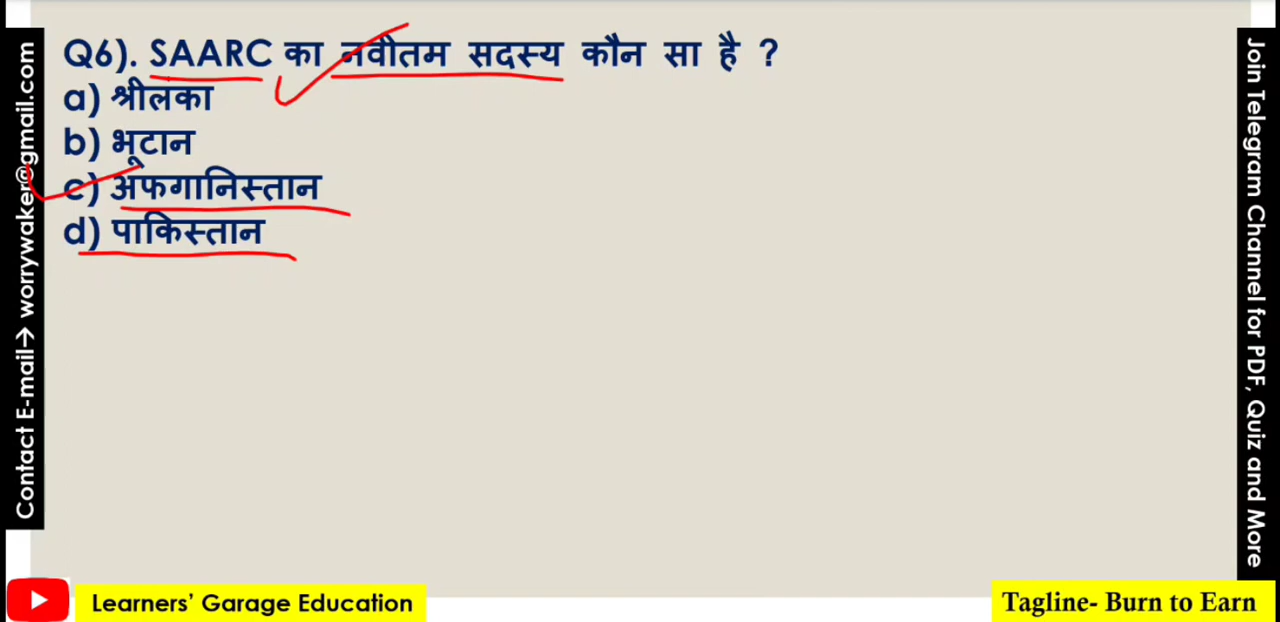 Q6). SAARC का नवीतम सदस्य कौन सा है ?
a) श्रीलका
b) भूटान
c) अफगानिस्तान
d) पाकिस्तान
Contact E-mail→ worrywaker@gmail.com
Join Telegram Channel for PDF, Quiz and More
Learners’ Garage Education
Tagline- Burn to Earn